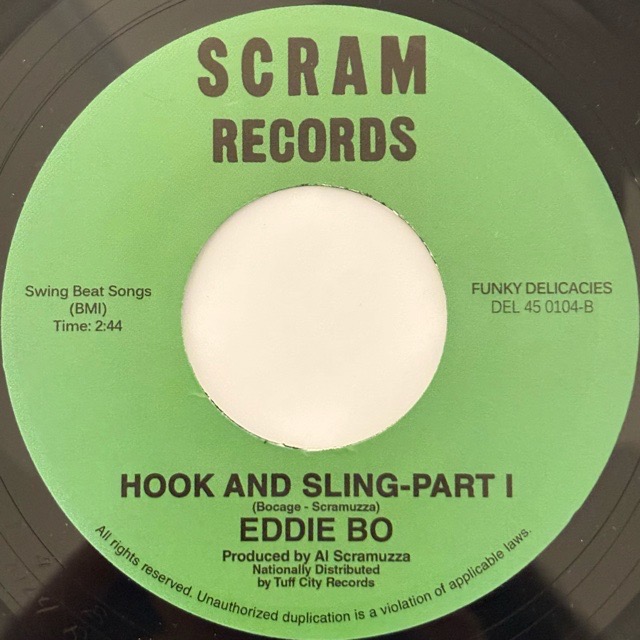 SCRAM
RECORDS
Swing Beat Songs
(BMI)
Time: 2:44
FUNKY DELICACIES
DEL 45 0104-B
HOOK AND SLING-PART I
(Bocage - Scramuzza)
EDDIE BO
Produced by Al Scramuzza
Nationally Distributed
by Tuff City Records
All rights reserved. Unauthorized duplication is a violation of applicable laws.